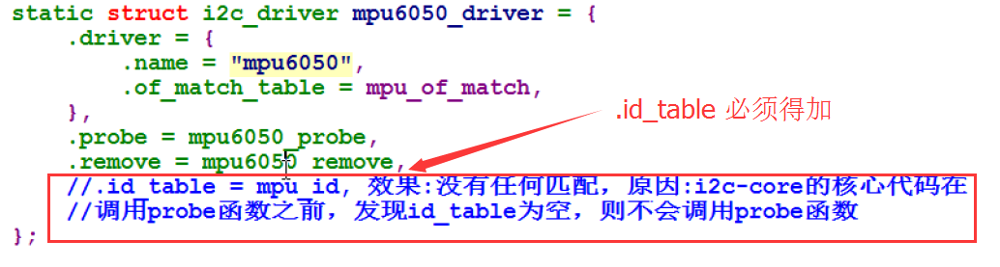 static struct i2c_driver mpu6050_driver = {
.driver = {
.name = "mpu6050",
.of_match_table = mpu_of_match,
},
.id_table 必须得加
.probe = mpu6050_probe,
.remove = mpu6050_remove,
//.id_table = mpu_id, 效果:没有任何匹配，原因:i2c-core的核心代码在
//调用probe函数之前，发现id_table为空，则不会调用probe函数
};